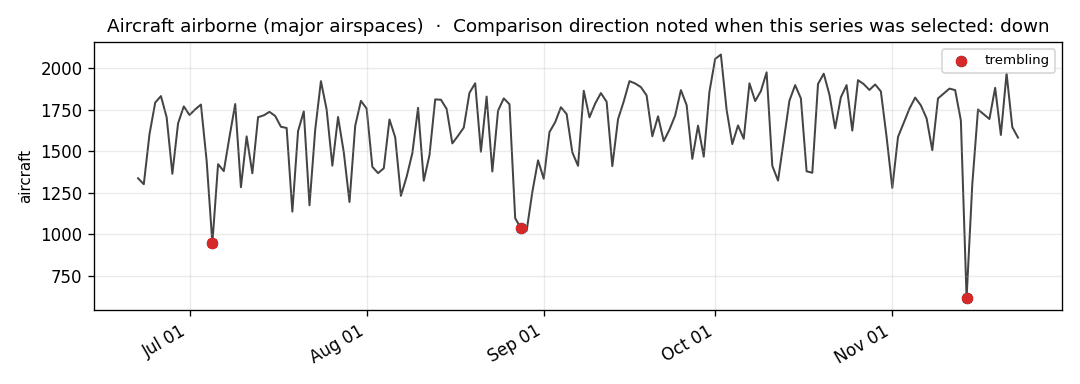 Aircraft airborne (major airspaces)  ·  Comparison direction noted when this series was selected: down
trembling
aircraft
2000
1750
1500
1250
1000
750
Jul 01
Aug 01
Sep 01
Oct 01
Nov 01